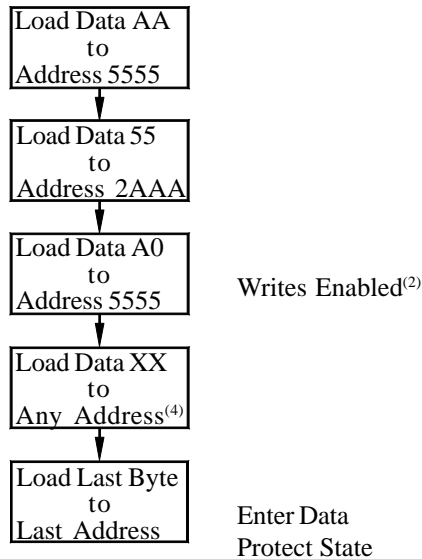 Load Data AA
to
Address 5555
Load Data 55
to
Address 2AAA
Load Data A0
to
Address 5555
Writes Enabled(2)
Load Data XX
to
Any Address(4)
Load Last Byte
to
Last Address
Enter Data
Protect State